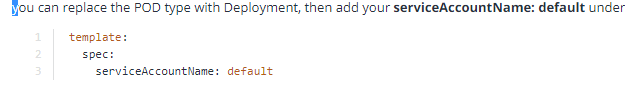 you can replace the POD type with Deployment, then add your serviceAccountName: default under
1 template:
2 spec:
3 serviceAccountName: default